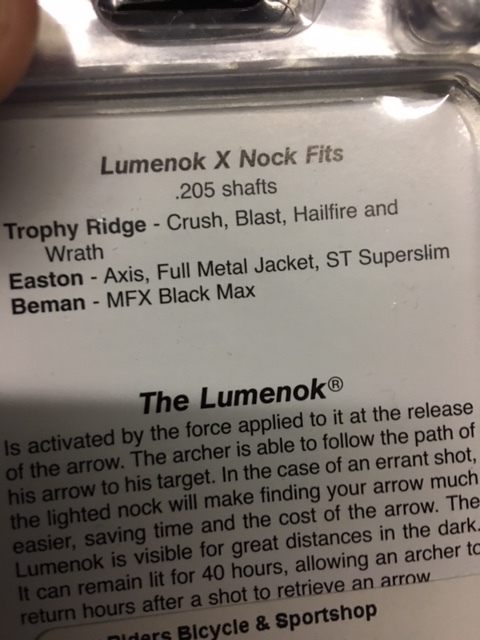 Lumenok X Nock Fits
.205 shafts
Trophy Ridge - Crush, Blast, Hailfire and
Wrath
Easton - Axis, Full Metal Jacket, ST Superslim
Beman - MFX Black Max
The Lumenok®
Is activated by the force applied to it at the release
of the arrow. The archer is able to follow the path of
his arrow to his target. In the case of an errant shot,
the lighted nock will make finding your arrow much
easier, saving time and the cost of the arrow. The
Lumenok is visible for great distances in the dark.
It can remain lit for 40 hours, allowing an archer to
return hours after a shot to retrieve an arrow
Bicycle & Sportshop